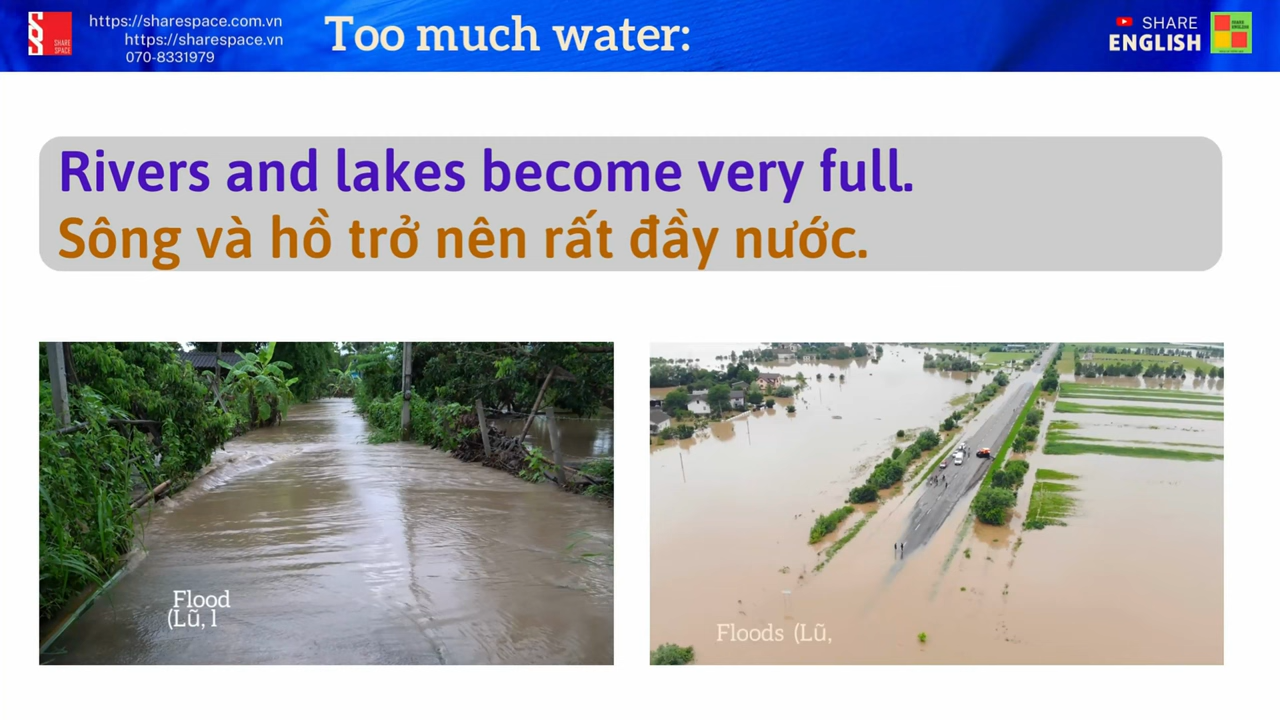 SHARE
SPACE
https://sharespace.com.vn
https://sharespace.vn
070-8331979
Too much water:
SHARE
ENGLISH
Rivers and lakes become very full.
Sông và hồ trở nên rất đầy nước.
Flood
(Lũ, l
Floods (Lũ,